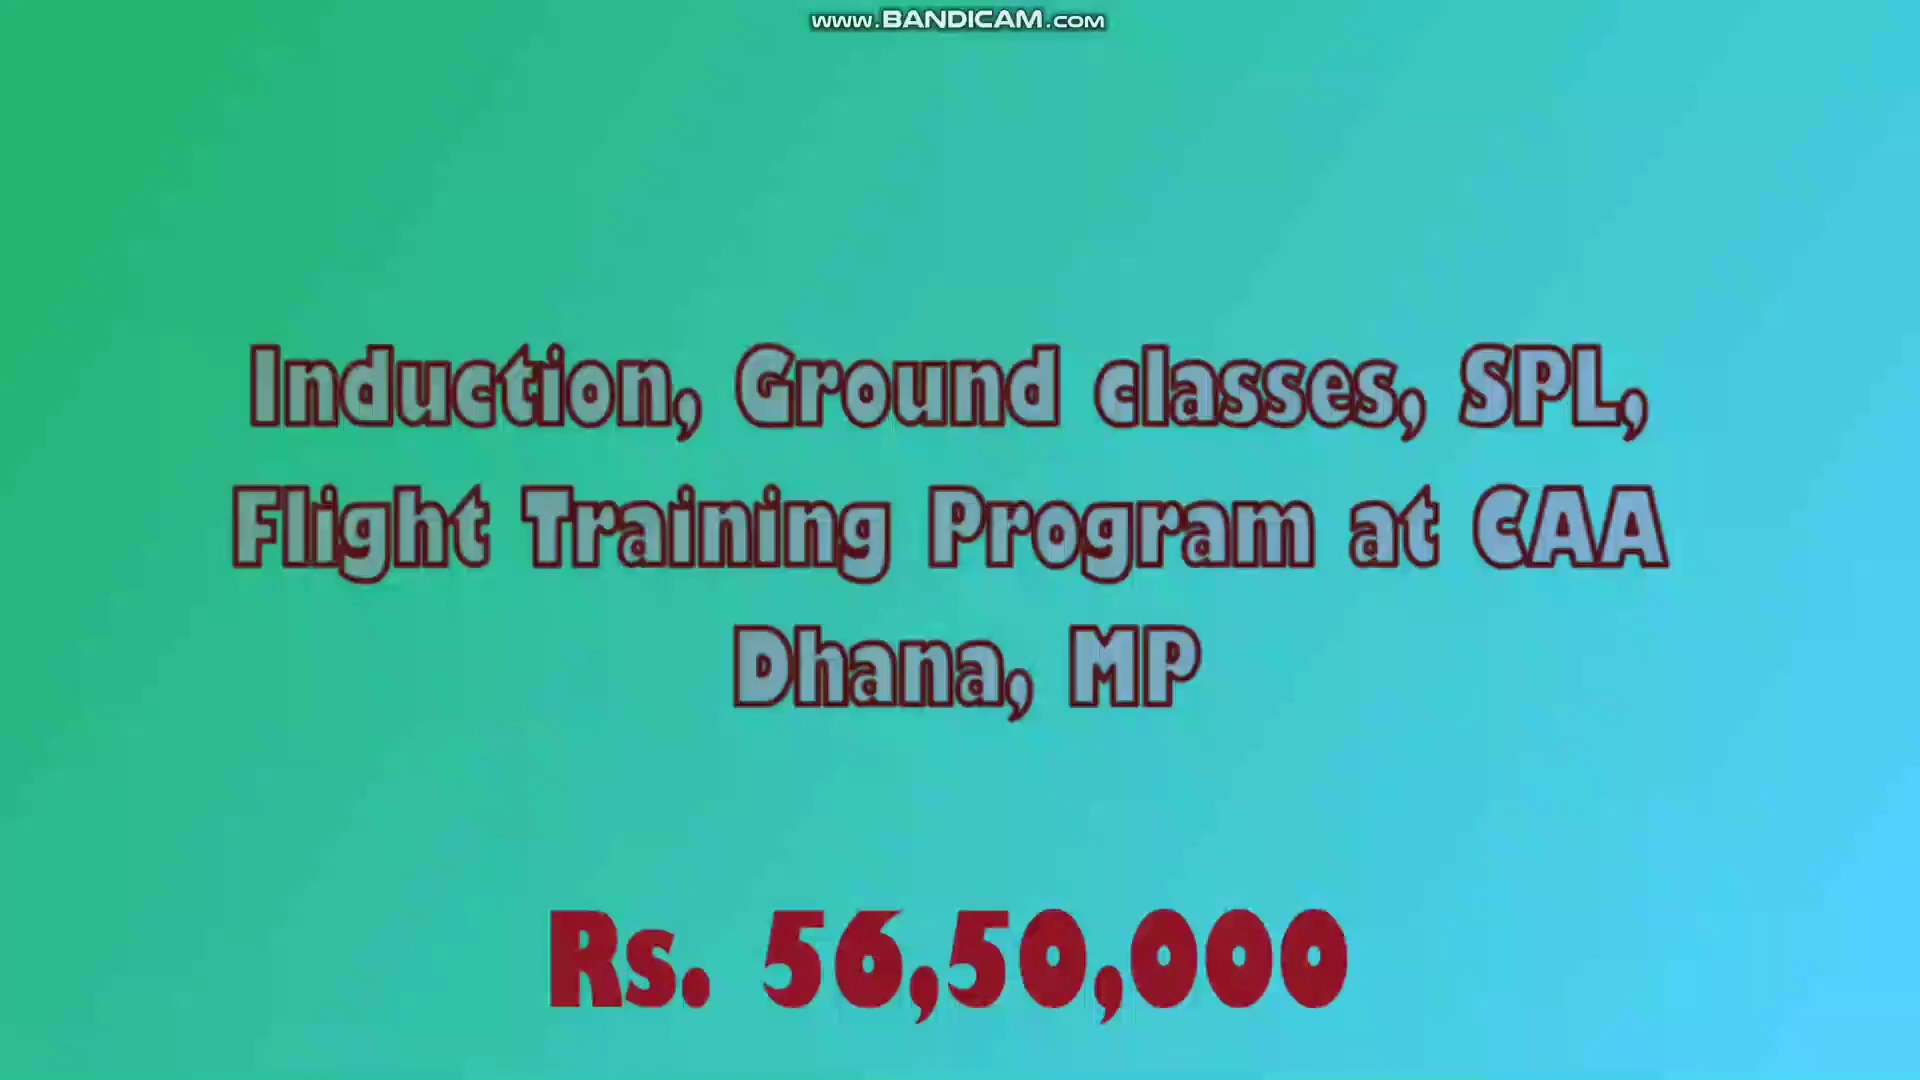 www.BANDICAM.com
Induction, Ground classes, SPL,
Flight Training Program at CAA
Dhana, MP
Rs. 56,50,000